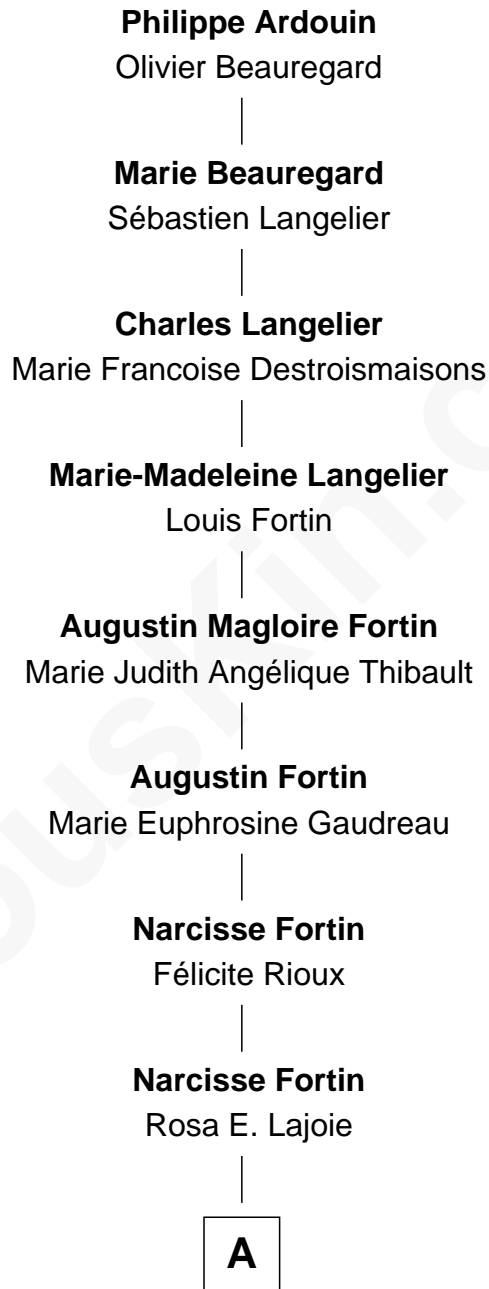 Philippe Ardouin
Olivier Beauregard
Marie Beauregard
Sébastien Langelier
Charles Langelier
Marie Francoise Destroismaisons
Marie-Madeleine Langelier
Louis Fortin
Augustin Magloire Fortin
Marie Judith Angélique Thibault
Augustin Fortin
Marie Euphrosine Gaudreau
Narcisse Fortin
Félicite Rioux
Narcisse Fortin
Rosa E. Lajoie
A